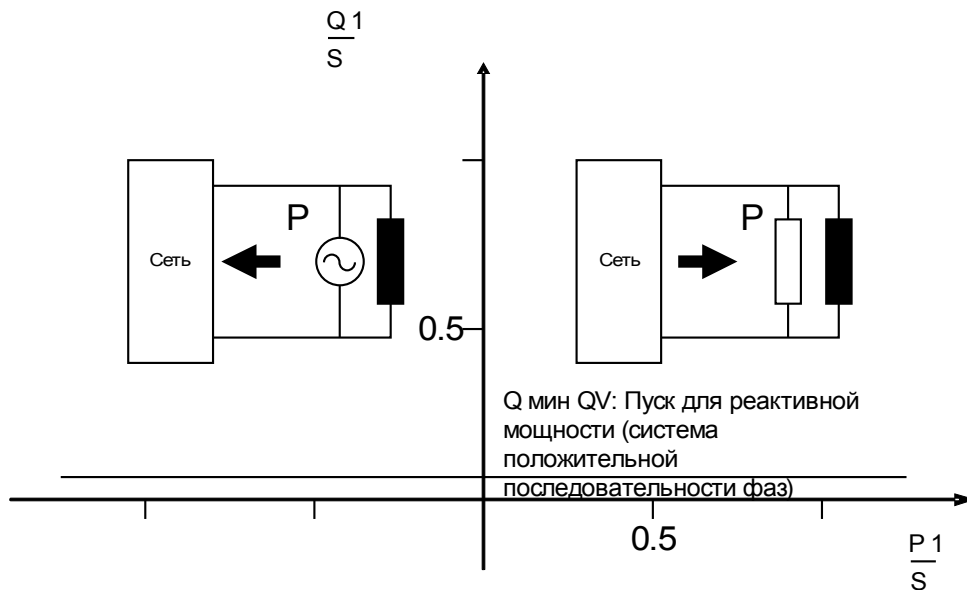 Q 1
S
P
P
Сеть
Сеть
0.5
Q мин QV: Пуск для реактивной
мощности (система
положительной
последовательности фаз)
0.5
P 1
S